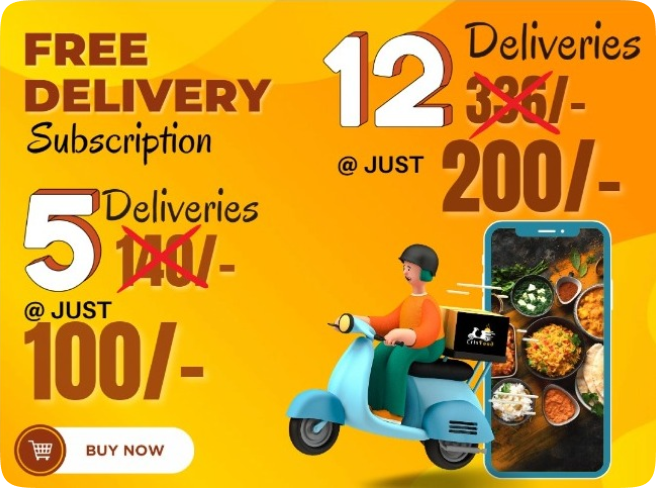 FREE
DELIVERY
Subscription
12 Deliveries
336/-
@ JUST
200/-
5 Deliveries
140/-
@ JUST
100/-
BUY NOW